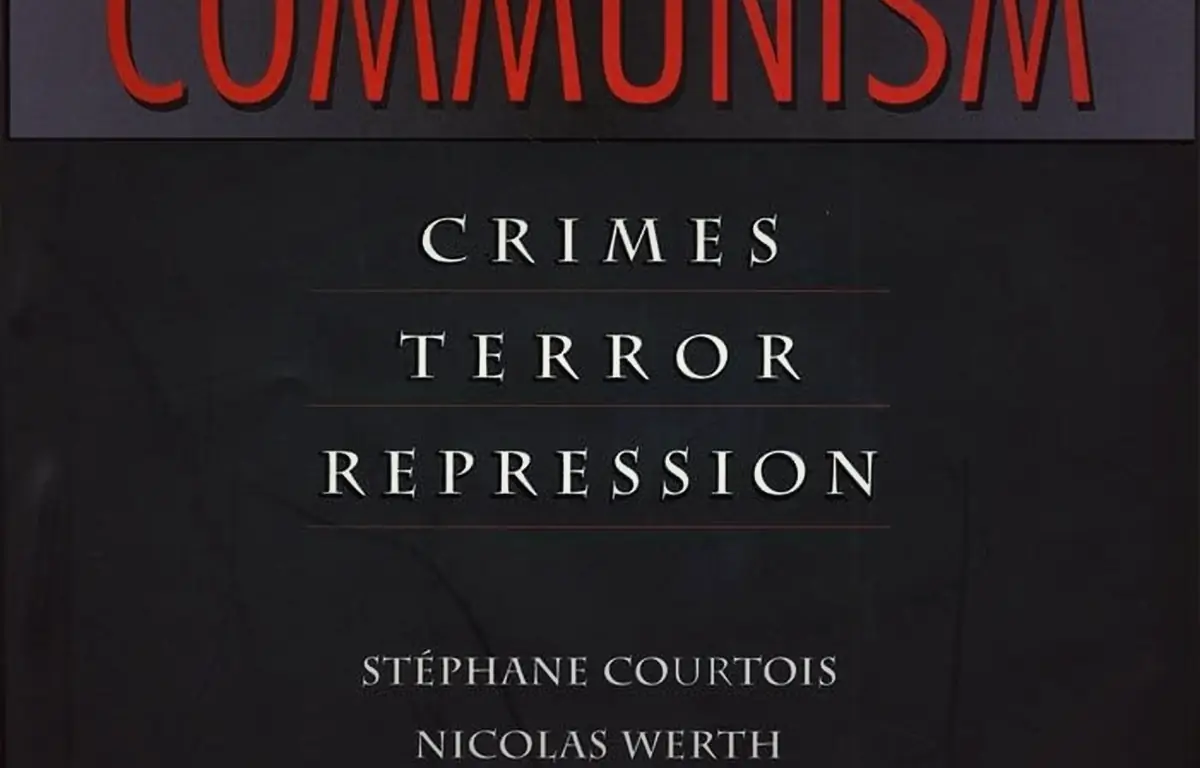 COMMUNISM
CRIMES
TERROR
REPRESSION
STÉPHANE COURTOIS
NICOLAS WERTH